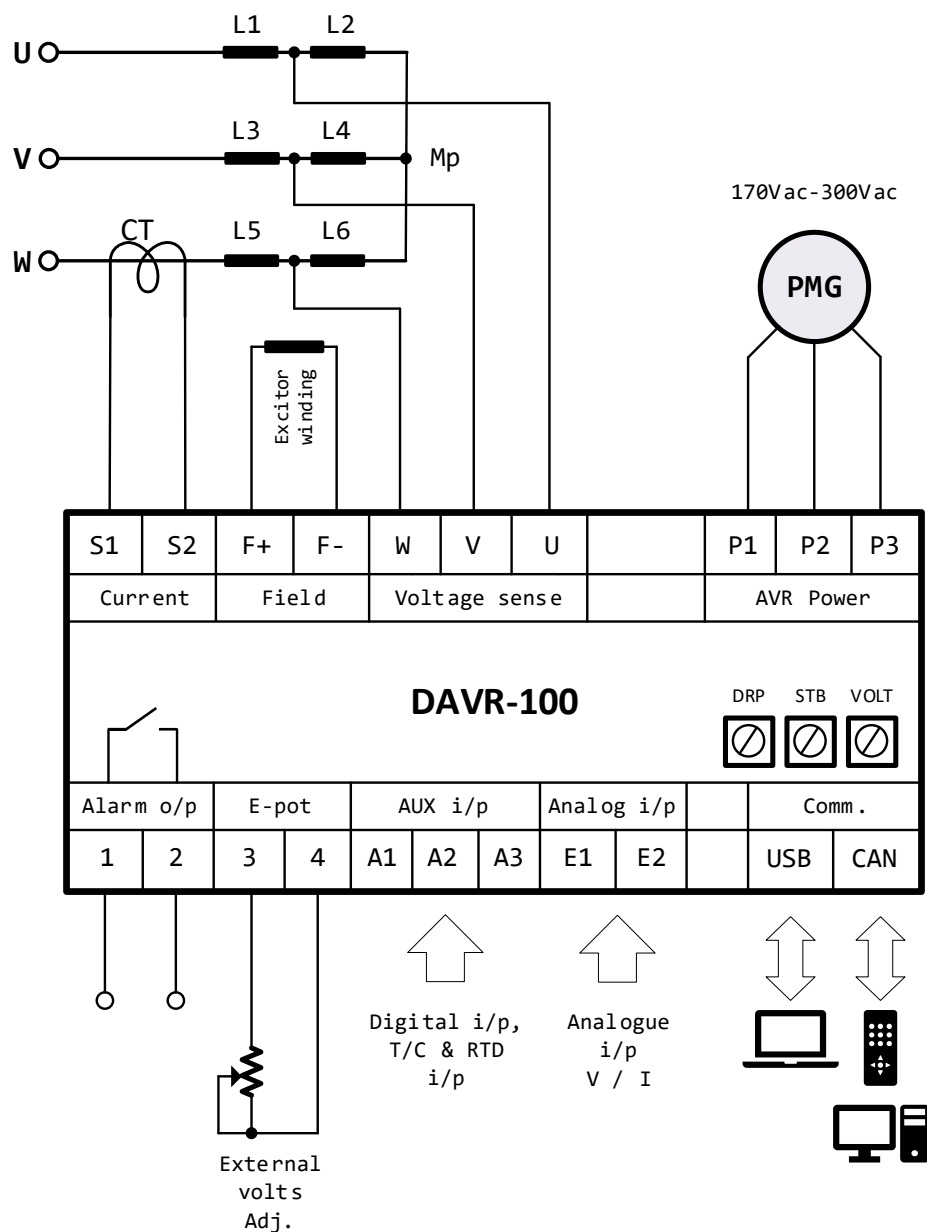 L1 L2
U
L3 L4
V Mp
170Vac-300Vac
CT L5 L6
W
PMG
Excitor
winding
S1 S2 F+ F- W V U P1 P2 P3
Current Field Voltage sense AVR Power
DAVR-100
DRP STB VOLT
Alarm o/p E-pot AUX i/p Analog i/p Comm.
1 2 3 4 A1 A2 A3 E1 E2 USB CAN
Digital i/p,
T/C & RTD
i/p
Analogue
i/p
V / I
External
volts
Adj.